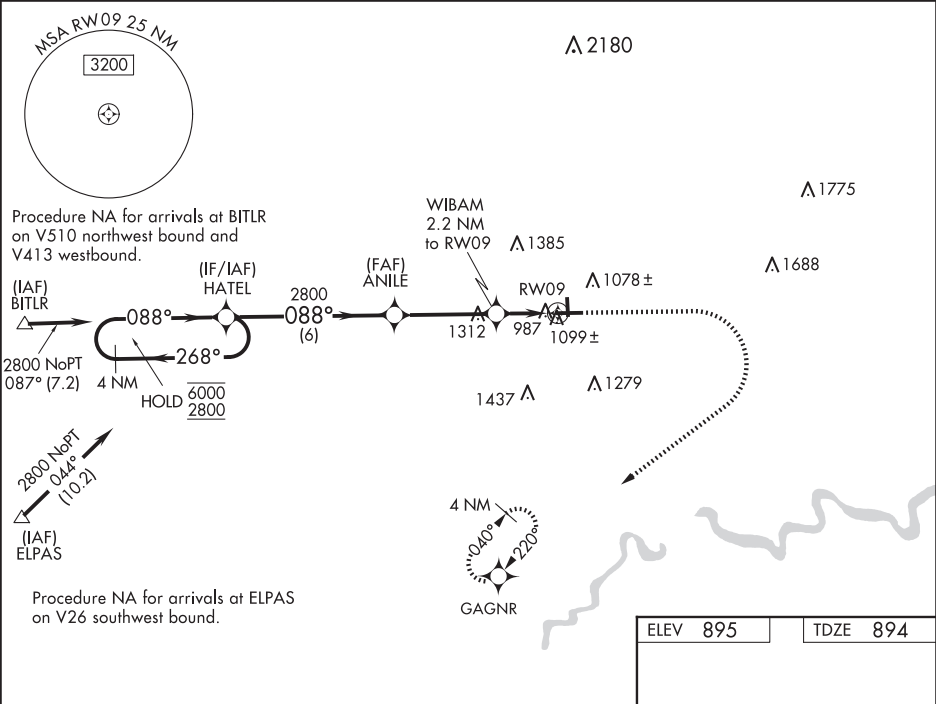 MSA RW09 25 NM
3200
2180
1775
Procedure NA for arrivals at BITLR
on V510 northwest bound and
V413 westbound.
WIBAM
2.2 NM
to RW09
1385
1688
(IAF)
BITLR
(IF/IAF)
HATEL
(FAF)
ANILE
RW09
1078±
088°
2800
088°
(6)
1312
987
1099±
2800 NoPT
087° (7.2)
4 NM
268°
HOLD
6000
2800
1437
1279
2800 NoPT
044°
(10.2)
(IAF)
ELPAS
4 NM
040°
220°
GAGNR
Procedure NA for arrivals at ELPAS
on V26 southwest bound.
ELEV 895
TDZE 894